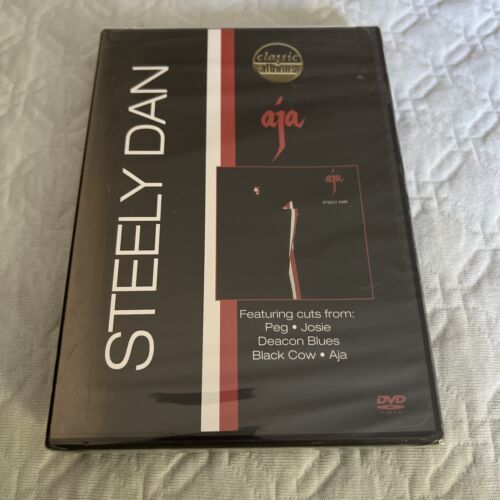 STEELY DAN
classic
albums
aja
aja
STEELY DAN
Featuring cuts from:
Peg • Josie
Deacon Blues
Black Cow • Aja
DVD
VIDEO